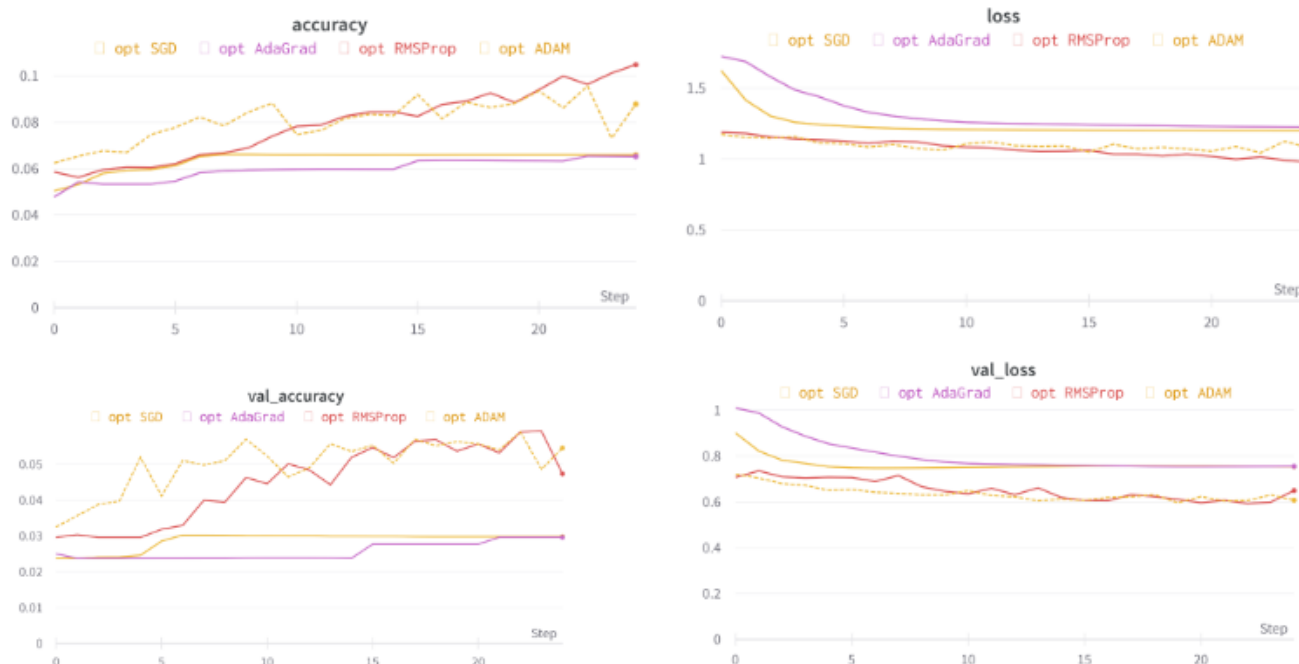 accuracy
opt SGD opt AdaGrad opt RMSProp opt ADAM
0.1
0.08
0.06
0.04
0.02
0
Step
0 5 10 15 20
loss
opt SGD opt AdaGrad opt RMSProp opt ADAM
1.5
1
0.5
0
Step
0 5 10 15 20
val_accuracy
opt SGD opt AdaGrad opt RMSProp opt ADAM
0.05
0.04
0.03
0.02
0.01
0
Step
0 5 10 15 20
val_loss
opt SGD opt AdaGrad opt RMSProp opt ADAM
1
0.8
0.6
0.4
0.2
0
Step
0 5 10 15 20